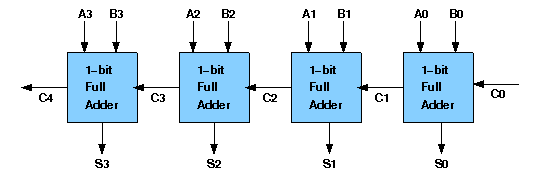 A3 B3 A2 B2 A1 B1 A0 B0
1-bit Full Adder
1-bit Full Adder
1-bit Full Adder
1-bit Full Adder
C4 C3 C2 C1 C0
S3 S2 S1 S0